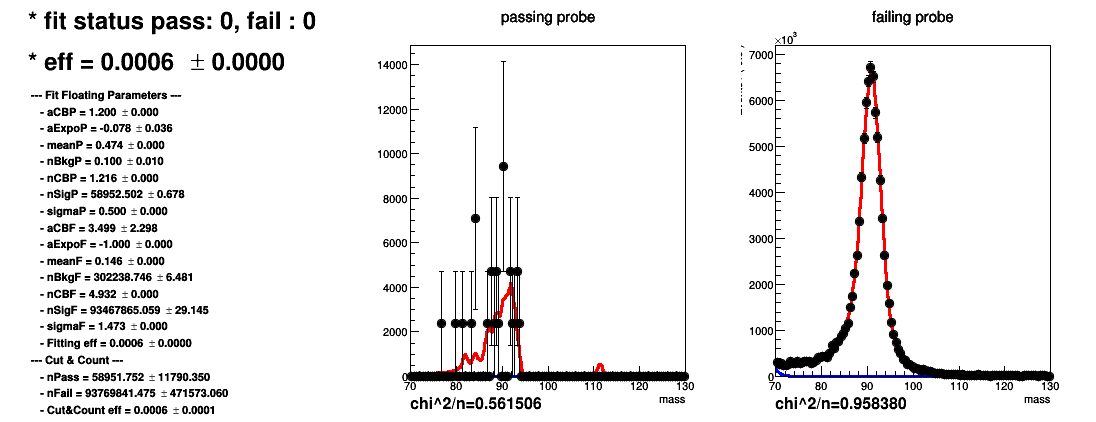 * fit status pass: 0, fail : 0
* eff = 0.0006 ± 0.0000
--- Fit Floating Parameters ---
- aCBP = 1.200 ± 0.000
- aExpoP = -0.078 ± 0.036
- meanP = 0.474 ± 0.000
- nBkgP = 0.100 ± 0.010
- nCBP = 1.216 ± 0.000
- nSigP = 58952.502 ± 0.678
- sigmaP = 0.500 ± 0.000
- aCBF = 3.499 ± 2.298
- aExpoF = -1.000 ± 0.000
- meanF = 0.146 ± 0.000
- nBkgF = 302238.746 ± 6.481
- nCBF = 4.932 ± 0.000
- nSigF = 93467865.059 ± 29.145
- sigmaF = 1.473 ± 0.000
- Fitting eff = 0.0006 ± 0.0000
--- Cut & Count ---
- nPass = 58951.752 ± 11790.350
- nFail = 93769841.475 ± 471573.060
- Cut&Count eff = 0.0006 ± 0.0001
passing probe
14000
12000
10000
8000
6000
4000
2000
0
70 80 90 100 110 120 130
mass
chi^2/n=0.561506
failing probe
×10³
7000
6000
5000
4000
3000
2000
1000
0
70 80 90 100 110 120 130
mass
chi^2/n=0.958380